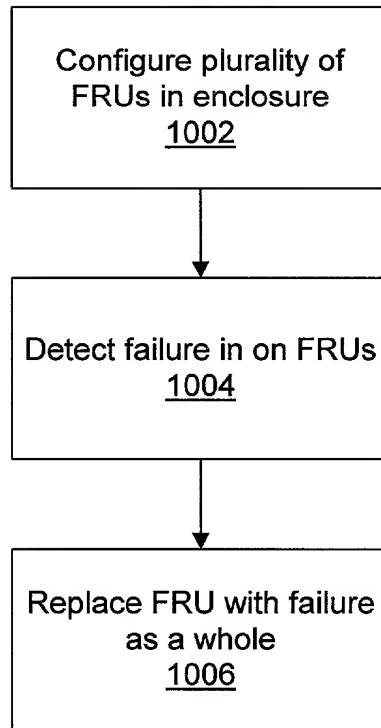 Configure plurality of
FRUs in enclosure
1002
Detect failure in on FRUs
1004
Replace FRU with failure
as a whole
1006